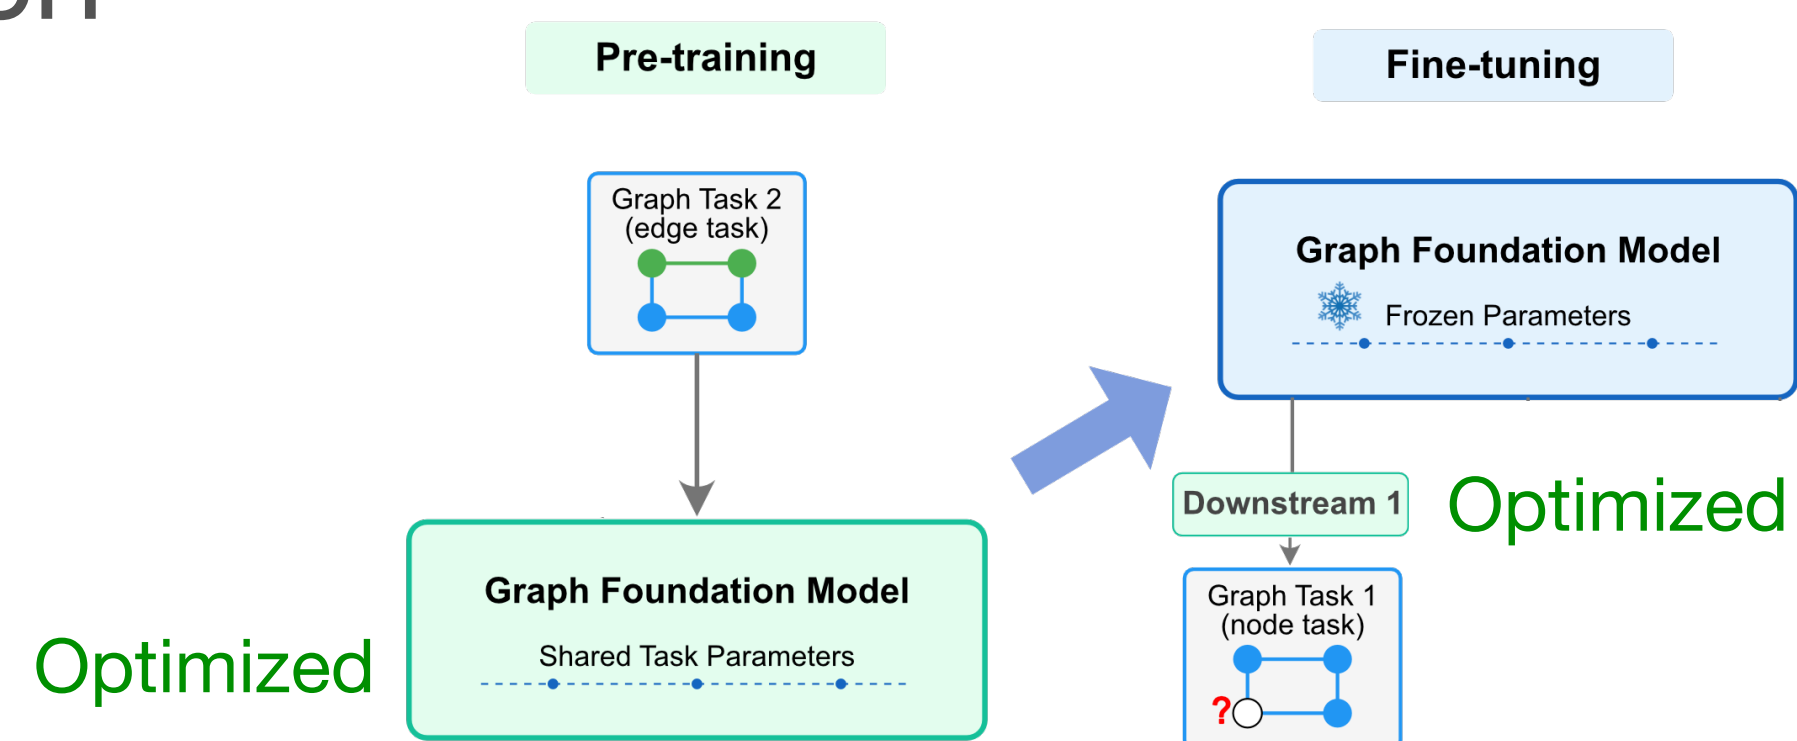 Pre-training
Fine-tuning
Graph Task 2
(edge task)
Graph Foundation Model
Frozen Parameters
Downstream 1
Optimized
Graph Foundation Model
Shared Task Parameters
Optimized
Graph Task 1
(node task)
?